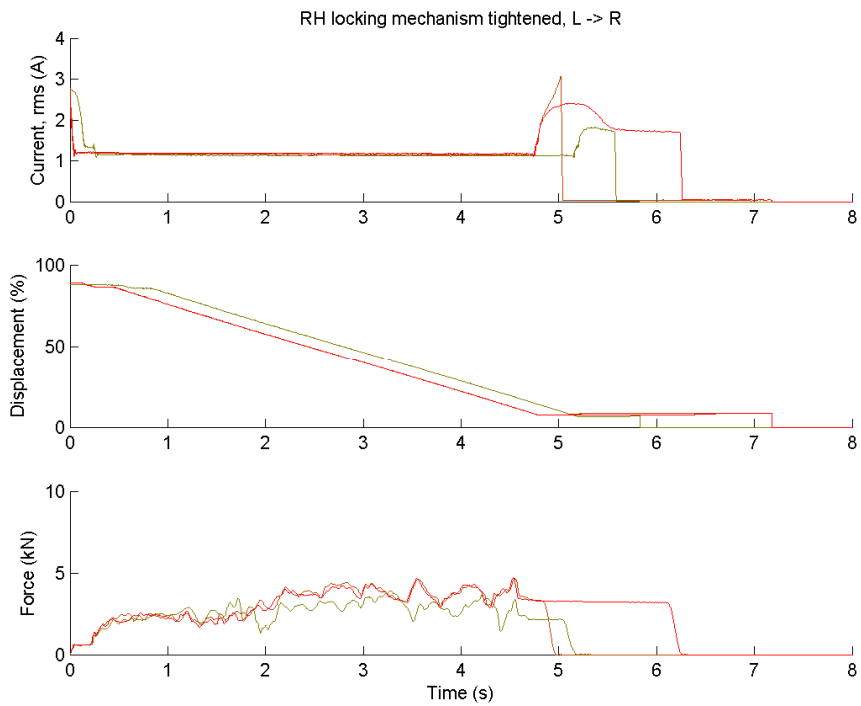 RH locking mechanism tightened, L -> R
Current, rms (A)
4
3
2
1
0
0 1 2 3 4 5 6 7 8
Displacement (%)
100
50
0
0 1 2 3 4 5 6 7 8
Force (kN)
10
5
0
0 1 2 3 4 5 6 7 8
Time (s)